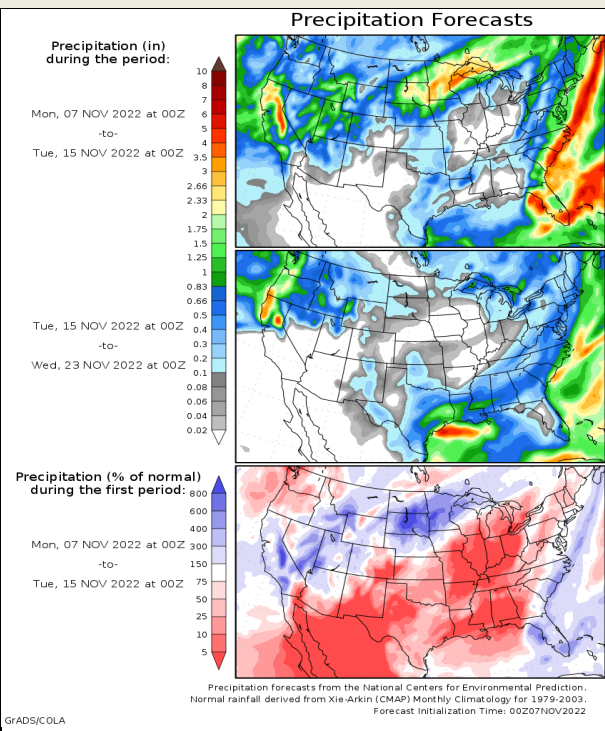 Precipitation Forecasts
Precipitation (in)
during the period:
Mon, 07 NOV 2022 at 00Z
-to-
Tue, 15 NOV 2022 at 00Z
10
8
7
6
5
4
3.5
3
2.66
2.33
2
1.75
1.5
1.25
1
0.83
0.66
0.5
0.4
0.3
0.2
0.1
0.08
0.06
0.04
0.02
Tue, 15 NOV 2022 at 00Z
-to-
Wed, 23 NOV 2022 at 00Z
Precipitation (% of normal)
during the first period:
Mon, 07 NOV 2022 at 00Z
-to-
Tue, 15 NOV 2022 at 00Z
800
600
400
300
150
75
50
25
10
5
Precipitation forecasts from the National Centers for Environmental Prediction.
Normal rainfall derived from Xie-Arkin (CMAP) Monthly Climatology for 1979-2003.
Forecast Initialization Time: 00Z07NOV2022
GrADS/COLA